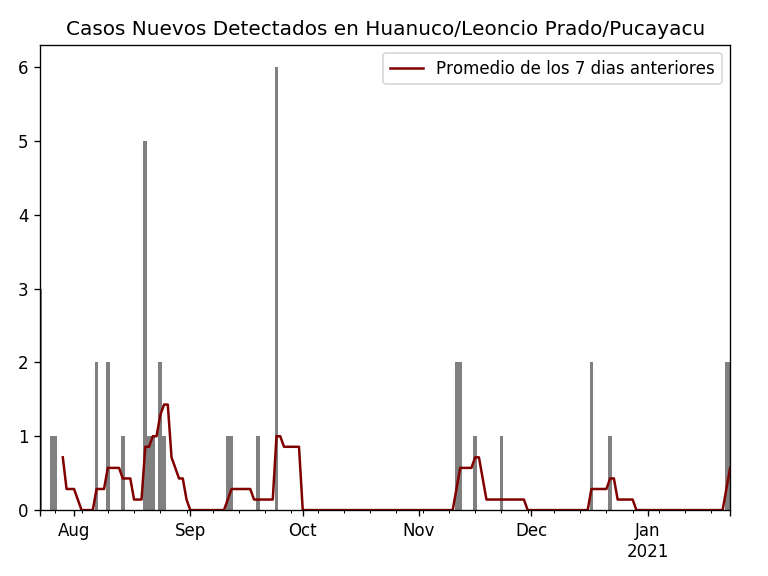 Casos Nuevos Detectados en Huanuco/Leoncio Prado/Pucayacu
Promedio de los 7 dias anteriores
6
5
4
3
2
1
0
Aug Sep Oct Nov Dec Jan
2021